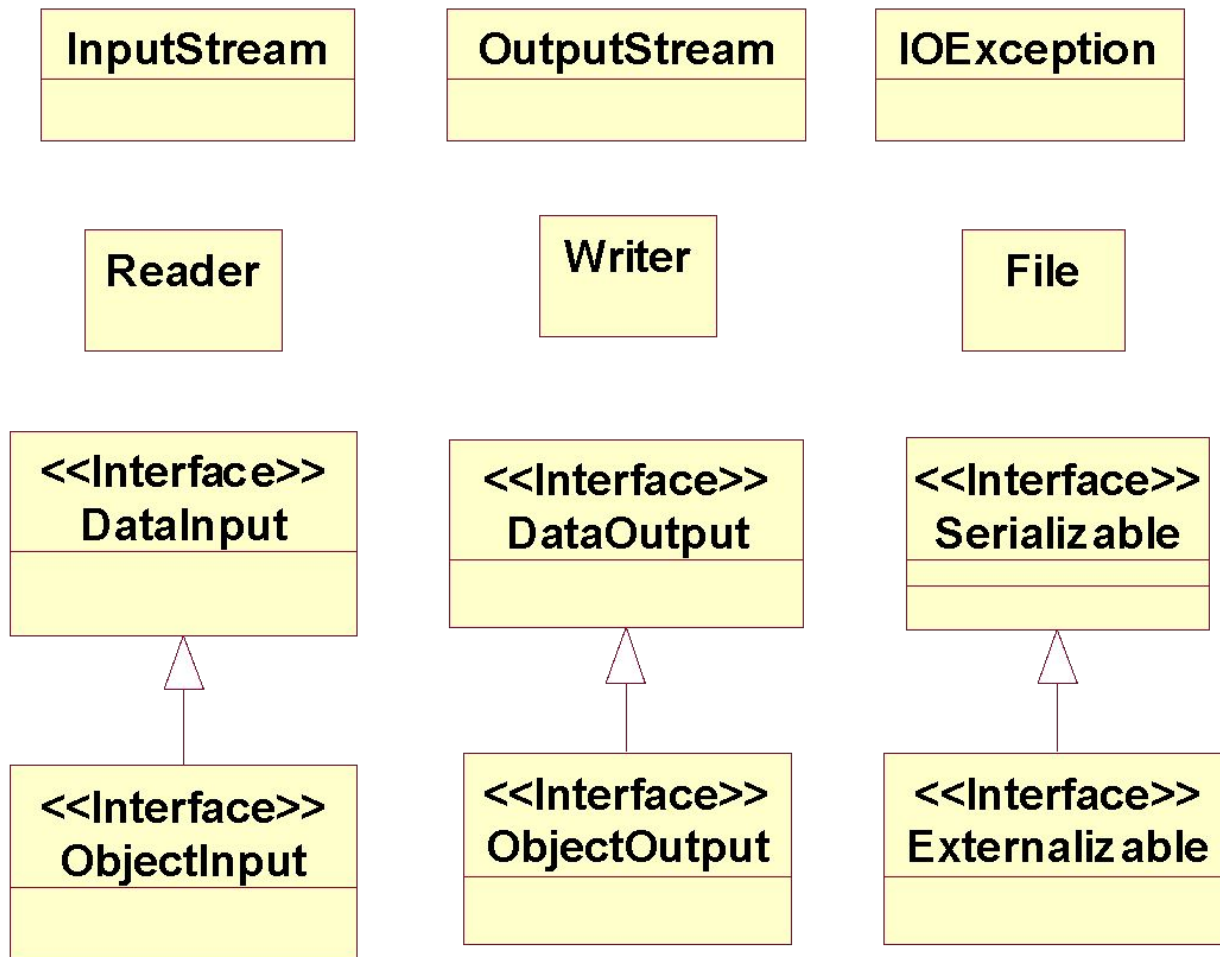 InputStream
OutputStream
IOException
Reader
Writer
File
<<Interface>>
DataInput
<<Interface>>
DataOutput
<<Interface>>
Serializable
<<Interface>>
ObjectInput
<<Interface>>
ObjectOutput
<<Interface>>
Externalizable